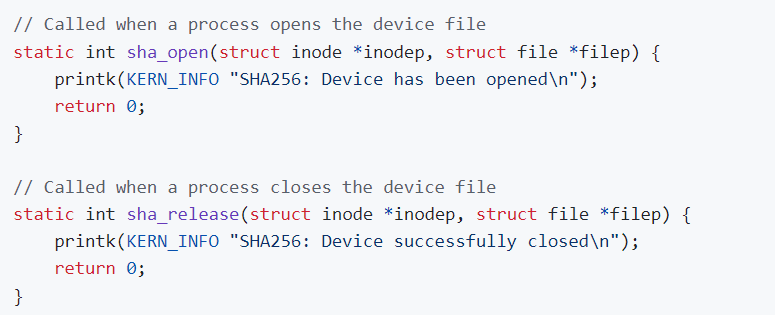 // Called when a process opens the device file
static int sha_open(struct inode *inodep, struct file *filep) {
    printk(KERN_INFO "SHA256: Device has been opened\n");
    return 0;
}

// Called when a process closes the device file
static int sha_release(struct inode *inodep, struct file *filep) {
    printk(KERN_INFO "SHA256: Device successfully closed\n");
    return 0;
}